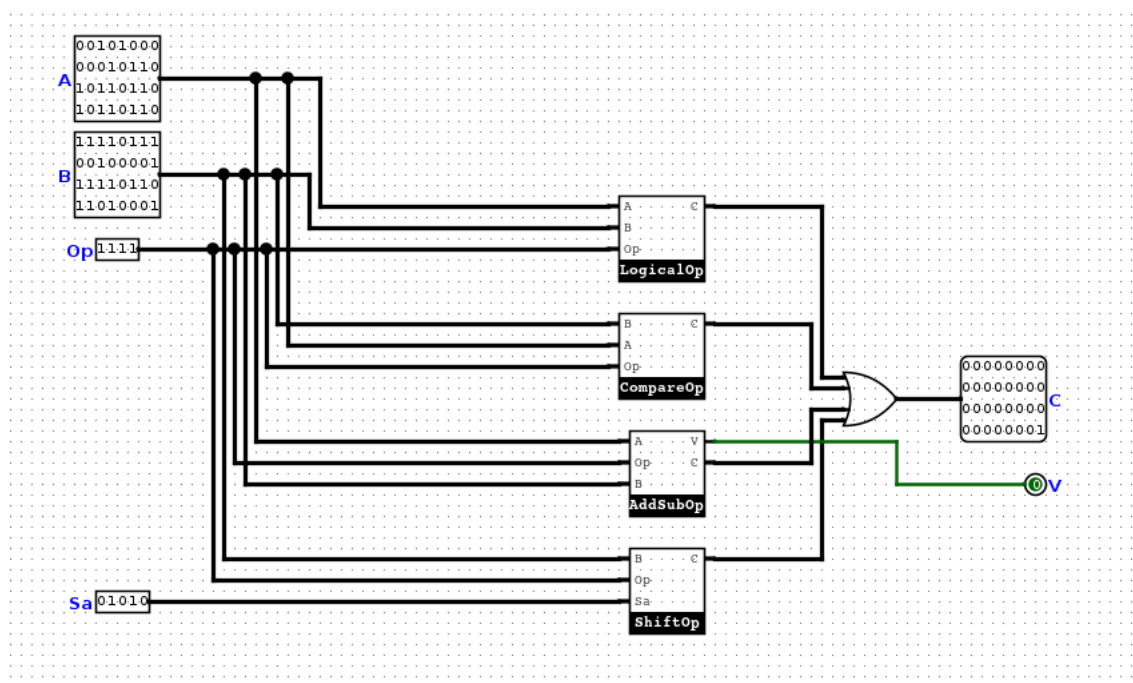 00101000
00010110
A
10110110
10110110
11110111
00100001
B
11110110
11010001
A C
B
Op 1111
Op
LogicalOp
B C
A
Op
CompareOp
00000000
00000000
C
00000000
00000001
A V
Op C
B
V
0
AddSubOp
B C
Op
Sa 01010
Sa
ShiftOp